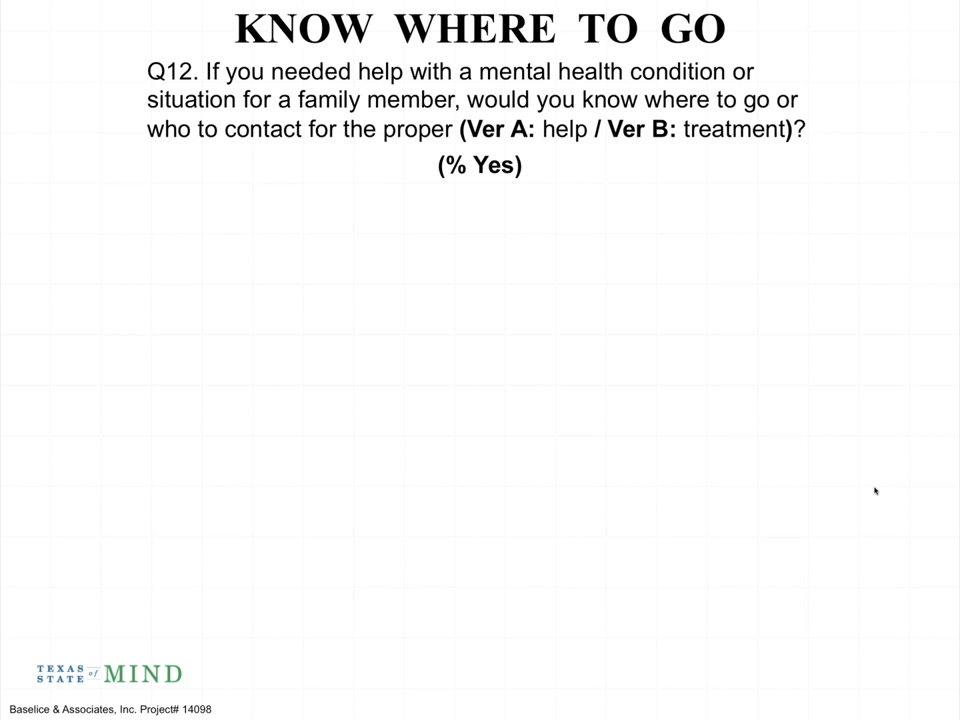 KNOW WHERE TO GO
Q12. If you needed help with a mental health condition or
situation for a family member, would you know where to go or
who to contact for the proper (Ver A: help / Ver B: treatment)?
(% Yes)
TEXAS STATE of MIND
Baselice & Associates, Inc. Project# 14098